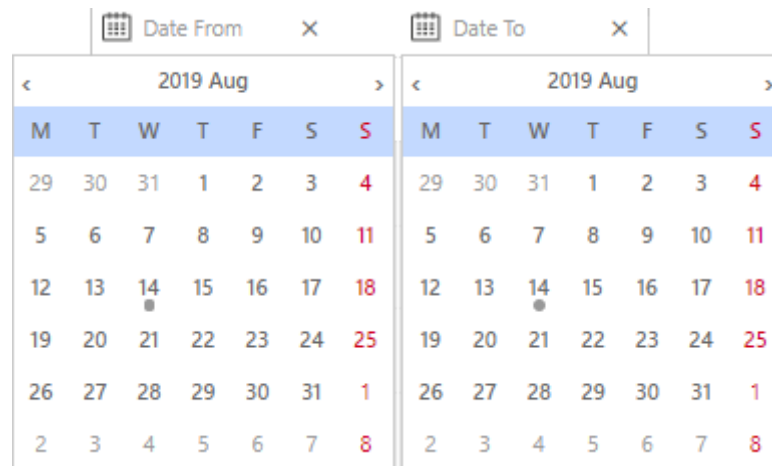 Date From ×
Date To ×
‹ 2019 Aug ›
M T W T F S S
29 30 31 1 2 3 4
5 6 7 8 9 10 11
12 13 14 15 16 17 18
19 20 21 22 23 24 25
26 27 28 29 30 31 1
2 3 4 5 6 7 8
‹ 2019 Aug ›
M T W T F S S
29 30 31 1 2 3 4
5 6 7 8 9 10 11
12 13 14 15 16 17 18
19 20 21 22 23 24 25
26 27 28 29 30 31 1
2 3 4 5 6 7 8